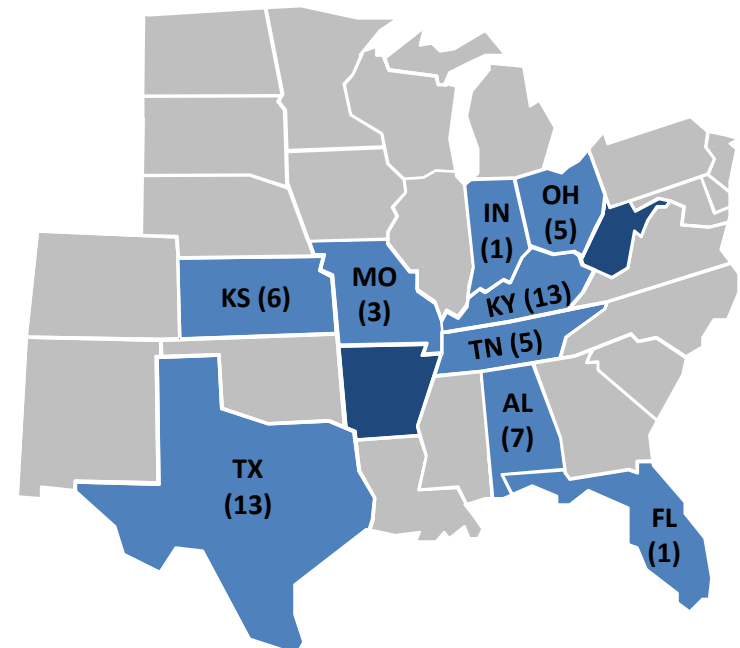 OH
(5)
IN
(1)
KS (6)
MO
(3)
KY (13)
TN (5)
AL
(7)
TX
(13)
FL
(1)